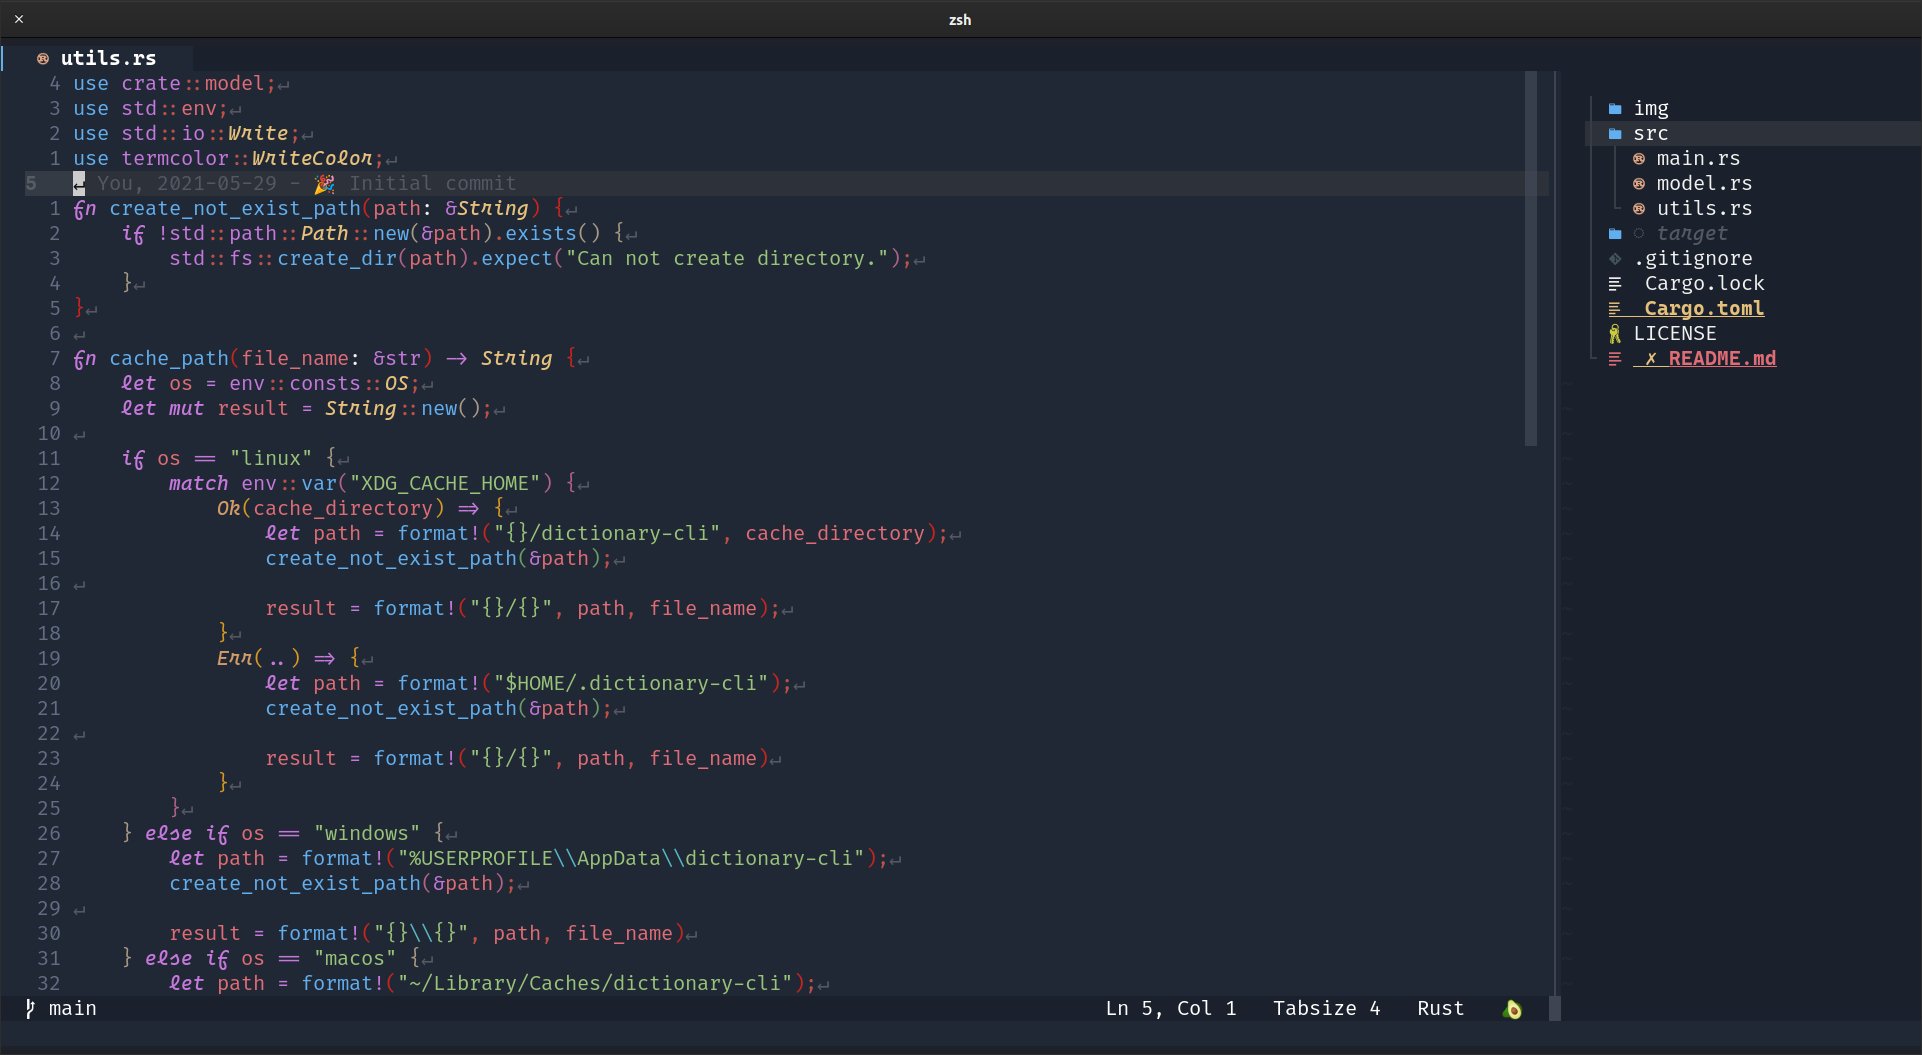 × zsh
utils.rs
4 use crate::model;↵
3 use std::env;↵
2 use std::io::Write;↵
1 use termcolor::WriteColor;↵
5 ↵ You, 2021-05-29 - 🎉 Initial commit
1 fn create_not_exist_path(path: &String) {↵
2     if !std::path::Path::new(&path).exists() {↵
3         std::fs::create_dir(path).expect("Can not create directory.");↵
4     }↵
5 }↵
6 ↵
7 fn cache_path(file_name: &str) -> String {↵
8     let os = env::consts::OS;↵
9     let mut result = String::new();↵
10 ↵
11     if os == "linux" {↵
12         match env::var("XDG_CACHE_HOME") {↵
13             Ok(cache_directory) => {↵
14                 let path = format!("{}/dictionary-cli", cache_directory);↵
15                 create_not_exist_path(&path);↵
16 ↵
17                 result = format!("{}/{}", path, file_name);↵
18             }↵
19             Err(..) => {↵
20                 let path = format!("$HOME/.dictionary-cli");↵
21                 create_not_exist_path(&path);↵
22 ↵
23                 result = format!("{}/{}", path, file_name)↵
24             }↵
25         }↵
26     } else if os == "windows" {↵
27         let path = format!("%USERPROFILE\\AppData\\dictionary-cli");↵
28         create_not_exist_path(&path);↵
29 ↵
30         result = format!("{}\\{}", path, file_name)↵
31     } else if os == "macos" {↵
32         let path = format!("~/Library/Caches/dictionary-cli");↵
img
src
main.rs
model.rs
utils.rs
target
.gitignore
Cargo.lock
Cargo.toml
LICENSE
✗ README.md
main Ln 5, Col 1 Tabsize 4 Rust 🥑